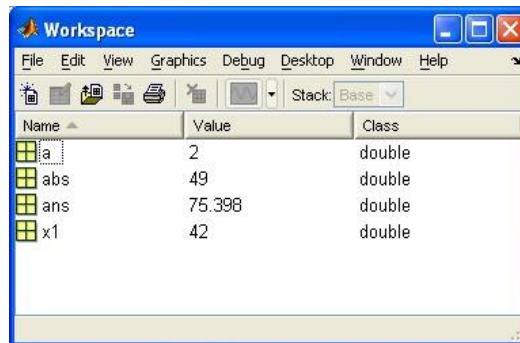 Workspace
File Edit View Graphics Debug Desktop Window Help
Stack: Base
Name Value Class
a 2 double
abs 49 double
ans 75.398 double
x1 42 double